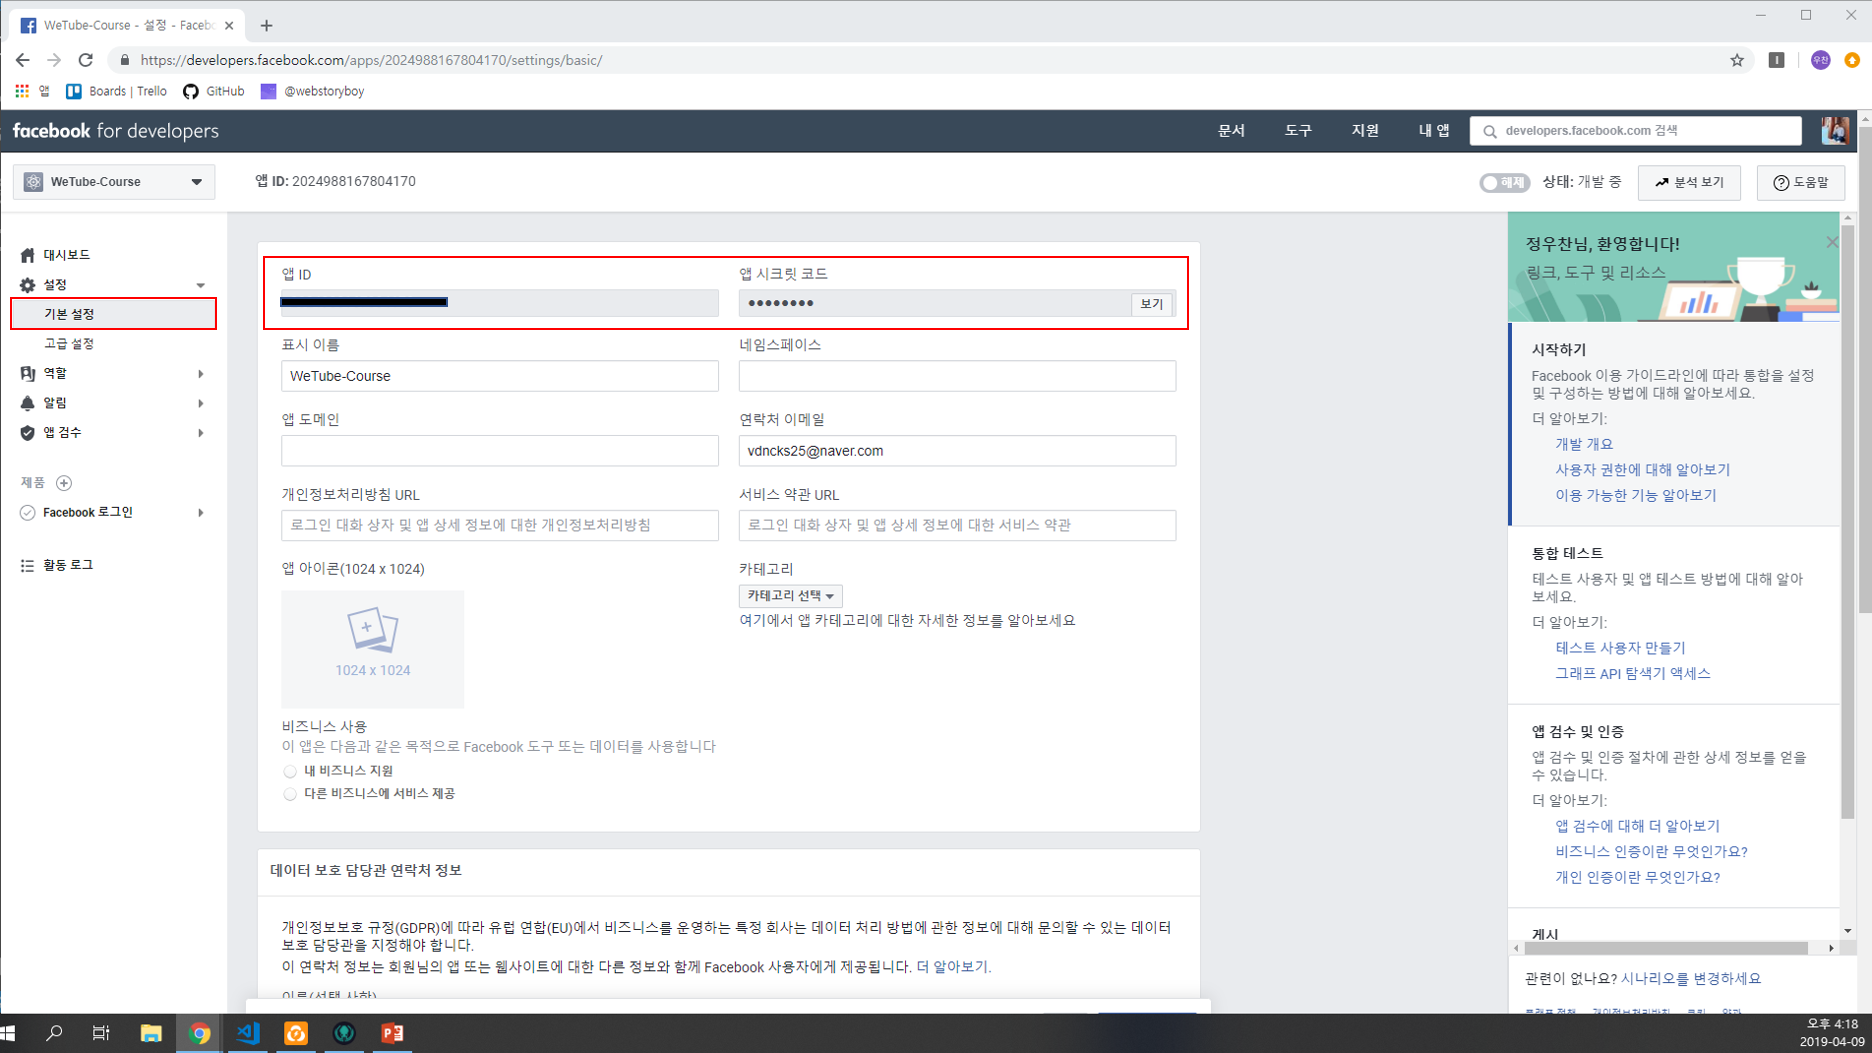 WeTube-Course - 설정 - Facebo
https://developers.facebook.com/apps/2024988167804170/settings/basic/
앱
Boards | Trello
GitHub
@webstoryboy
우찬
facebook for developers
문서
도구
지원
내 앱
developers.facebook.com 검색
WeTube-Course
앱 ID: 2024988167804170
해제
상태: 개발 중
분석 보기
도움말
대시보드
설정
기본 설정
고급 설정
역할
알림
앱 검수
제품
Facebook 로그인
활동 로그
앱 ID
앱 시크릿 코드
●●●●●●●●
보기
표시 이름
네임스페이스
WeTube-Course
앱 도메인
연락처 이메일
vdncks25@naver.com
개인정보처리방침 URL
서비스 약관 URL
로그인 대화 상자 및 앱 상세 정보에 대한 개인정보처리방침
로그인 대화 상자 및 앱 상세 정보에 대한 서비스 약관
앱 아이콘(1024 x 1024)
카테고리
카테고리 선택
여기에서 앱 카테고리에 대한 자세한 정보를 알아보세요
1024 x 1024
비즈니스 사용
이 앱은 다음과 같은 목적으로 Facebook 도구 또는 데이터를 사용합니다
내 비즈니스 지원
다른 비즈니스에 서비스 제공
데이터 보호 담당관 연락처 정보
개인정보보호 규정(GDPR)에 따라 유럽 연합(EU)에서 비즈니스를 운영하는 특정 회사는 데이터 처리 방법에 관한 정보에 대해 문의할 수 있는 데이터
보호 담당관을 지정해야 합니다.
이 연락처 정보는 회원님의 앱 또는 웹사이트에 대한 다른 정보와 함께 Facebook 사용자에게 제공됩니다. 더 알아보기.
이름(선택 사항)
정우찬님, 환영합니다!
링크, 도구 및 리소스
시작하기
Facebook 이용 가이드라인에 따라 통합을 설정
및 구성하는 방법에 대해 알아보세요.
더 알아보기:
개발 개요
사용자 권한에 대해 알아보기
이용 가능한 기능 알아보기
통합 테스트
테스트 사용자 및 앱 테스트 방법에 대해 알아
보세요.
더 알아보기:
테스트 사용자 만들기
그래프 API 탐색기 액세스
앱 검수 및 인증
앱 검수 및 인증 절차에 관한 상세 정보를 얻을
수 있습니다.
더 알아보기:
앱 검수에 대해 더 알아보기
비즈니스 인증이란 무엇인가요?
개인 인증이란 무엇인가요?
게시
관련이 없나요? 시나리오를 변경하세요
오후 4:18
2019-04-09